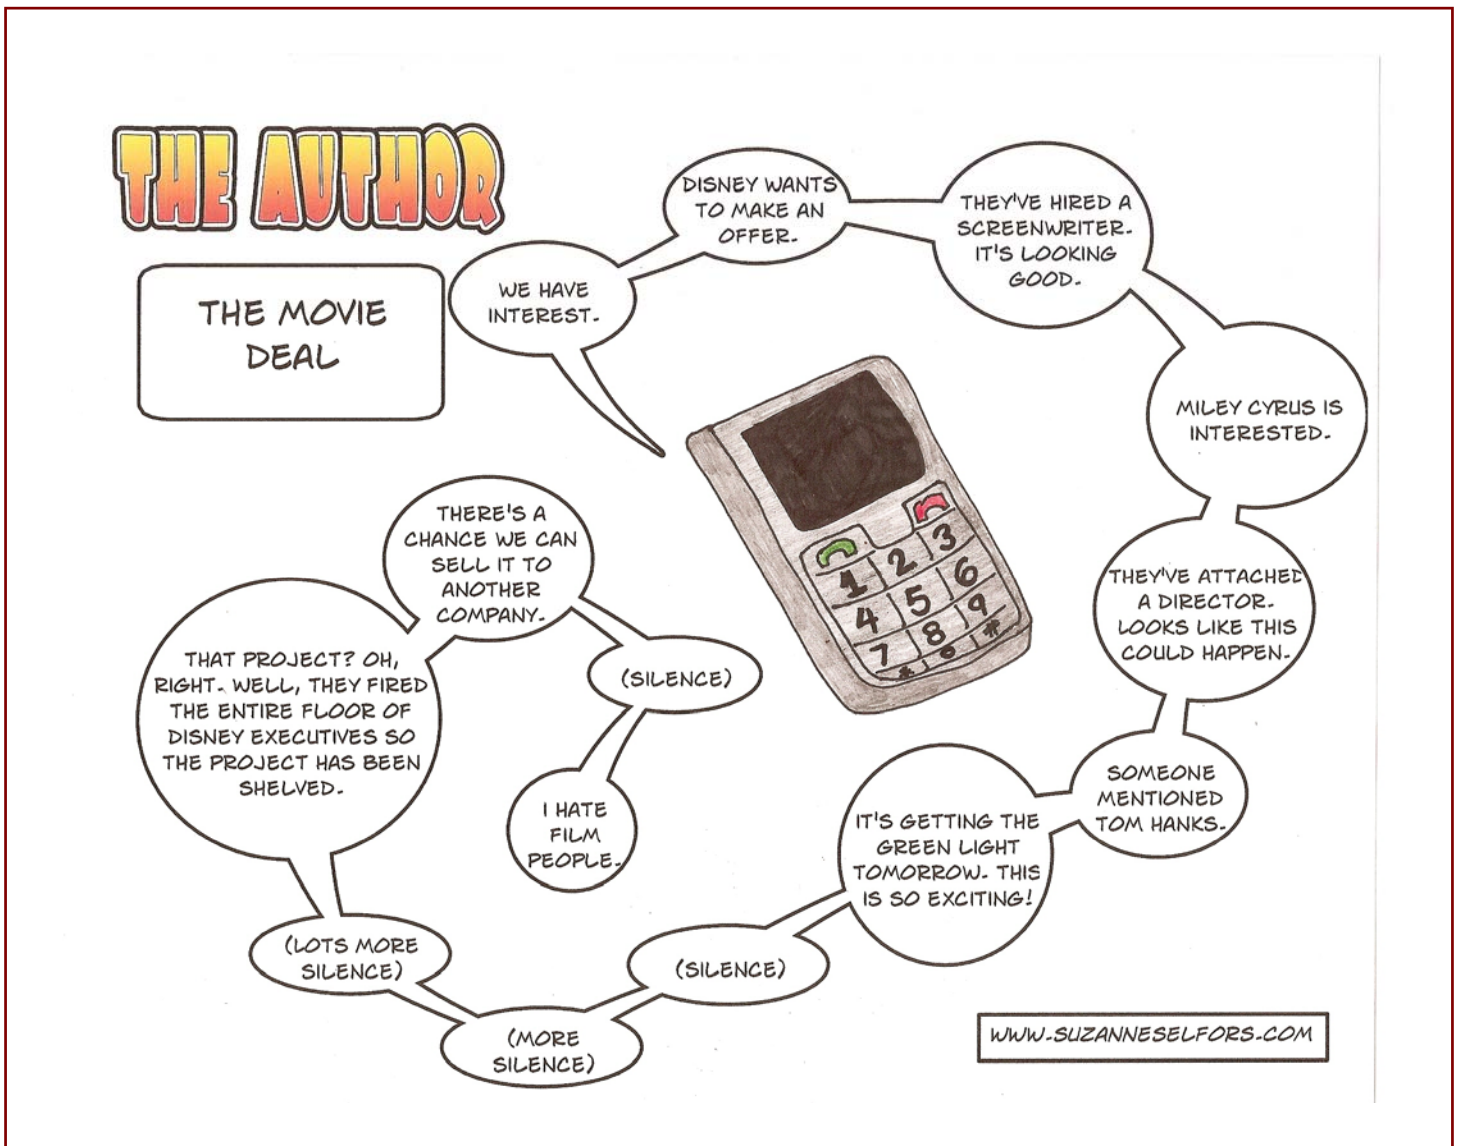 THE AUTHOR
THE MOVIE
DEAL
WE HAVE
INTEREST.
DISNEY WANTS
TO MAKE AN
OFFER.
THEY'VE HIRED A
SCREENWRITER.
IT'S LOOKING
GOOD.
MILEY CYRUS IS
INTERESTED.
THEY'VE ATTACHED
A DIRECTOR.
LOOKS LIKE THIS
COULD HAPPEN.
SOMEONE
MENTIONED
TOM HANKS.
IT'S GETTING THE
GREEN LIGHT
TOMORROW. THIS
IS SO EXCITING!
(SILENCE)
(MORE
SILENCE)
(LOTS MORE
SILENCE)
THAT PROJECT? OH,
RIGHT. WELL, THEY FIRED
THE ENTIRE FLOOR OF
DISNEY EXECUTIVES SO
THE PROJECT HAS BEEN
SHELVED.
THERE'S A
CHANCE WE CAN
SELL IT TO
ANOTHER
COMPANY.
(SILENCE)
I HATE
FILM
PEOPLE.
1 2 3
4 5 6
7 8 9
* 0 #
WWW.SUZANNESELFORS.COM